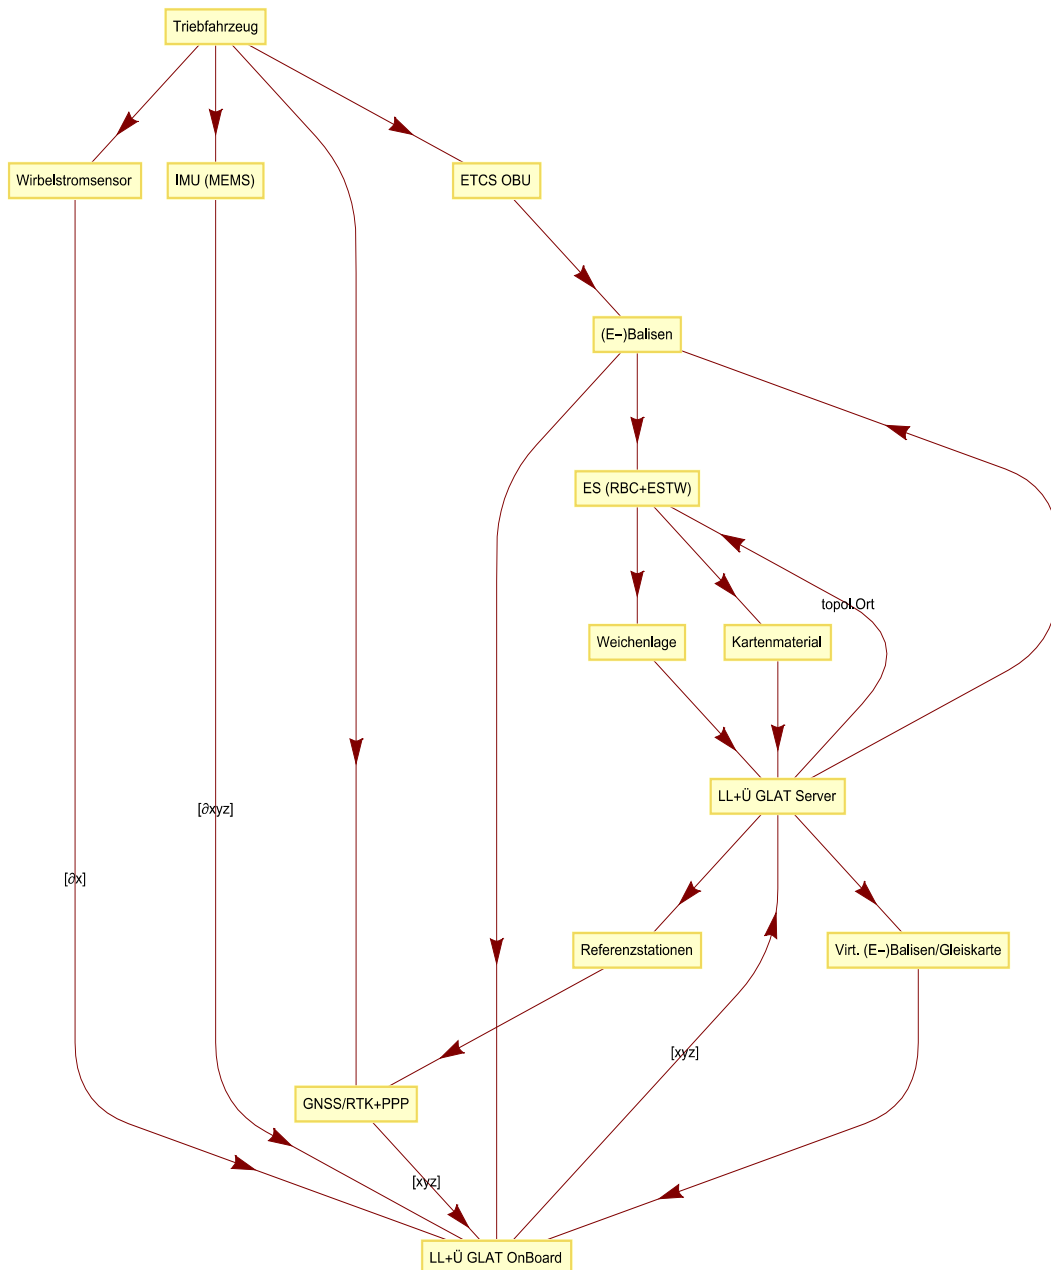 Triebfahrzeug
Wirbelstromsensor
IMU (MEMS)
ETCS OBU
(E–)Balisen
ES (RBC+ESTW)
topol.Ort
Weichenlage
Kartenmaterial
LL+Ü GLAT Server
[∂xyz]
[∂x]
Referenzstationen
Virt. (E–)Balisen/Gleiskarte
[xyz]
GNSS/RTK+PPP
[xyz]
LL+Ü GLAT OnBoard